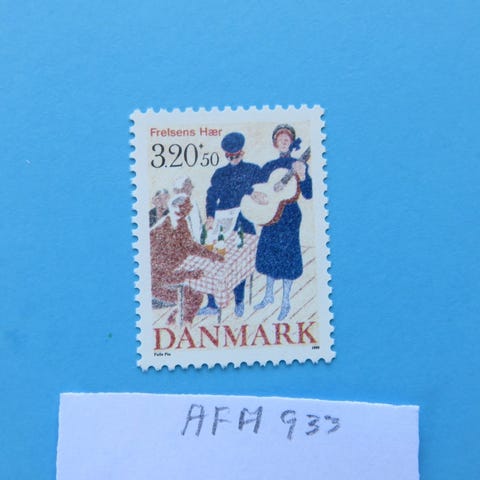 Frelsens Hær
3.20+50
DANMARK
AFA 933